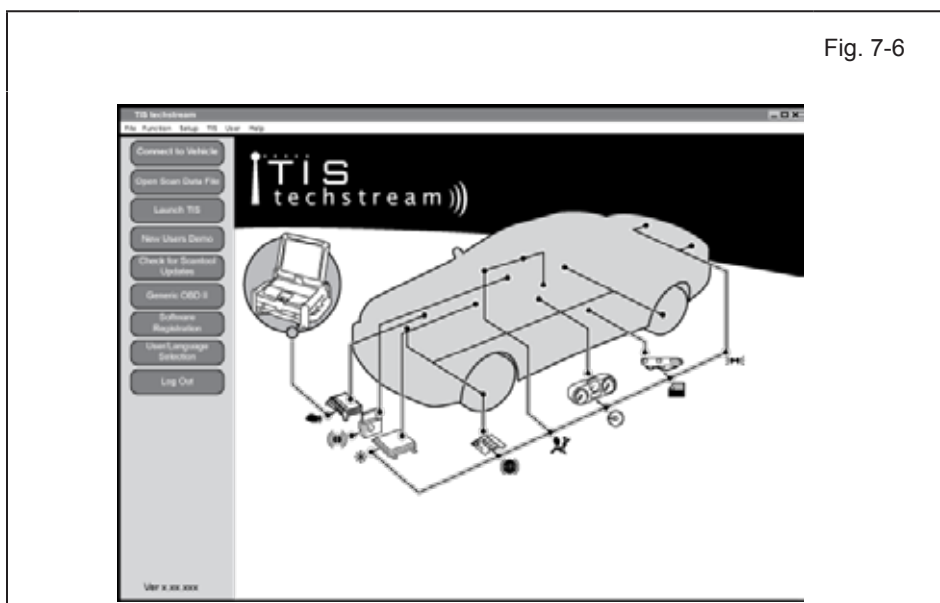 Fig. 7-6
TIS techstream
File Function Setup TIS User Help
Connect to Vehicle
Open Scan Data File
Launch TIS
New Users Demo
Check for Scantool
Updates
Generic OBD II
Software
Registration
User/Language
Selection
Log Out
TIS
techstream
Ver x.xx.xxx